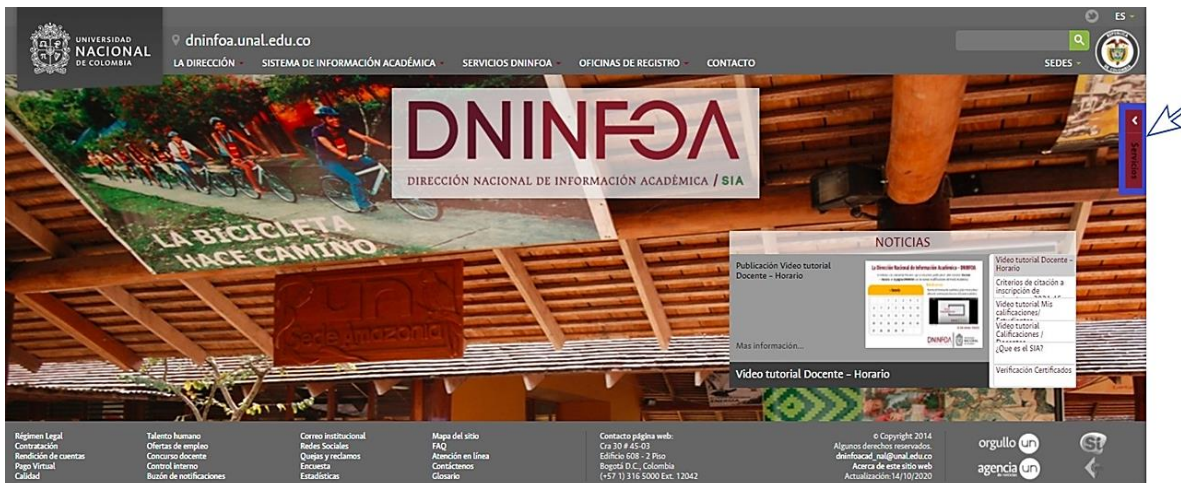 UNIVERSIDAD
NACIONAL
DE COLOMBIA
dninfoa.unal.edu.co
ES
LA DIRECCIÓN
SISTEMA DE INFORMACIÓN ACADÉMICA
SERVICIOS DNINFOA
OFICINAS DE REGISTRO
CONTACTO
SEDES
Servicios
DNINFOA
DIRECCIÓN NACIONAL DE INFORMACIÓN ACADÉMICA / SIA
LA BICICLETA
HACE CAMINO
NOTICIAS
Publicación Video tutorial
Docente – Horario
Mas información...
Video tutorial Docente – Horario
Video tutorial Docente –
Horario
Criterios de citación a
inscripción de
Video tutorial Mis
calificaciones/
Video tutorial
Calificaciones /
¿Que es el SIA?
Verificación Certificados
DNINFOA
Régimen Legal
Contratación
Rendición de cuentas
Pago Virtual
Calidad
Talento humano
Ofertas de empleo
Concurso docente
Control interno
Buzón de notificaciones
Correo institucional
Redes Sociales
Quejas y reclamos
Encuesta
Estadísticas
Mapa del sitio
FAQ
Atención en línea
Contáctenos
Glosario
Contacto página web:
Cra 30 # 45-03
Edificio 608 - 2 Piso
Bogotá D.C., Colombia
(+57 1) 316 5000 Ext. 12042
© Copyright 2014
Algunos derechos reservados.
dninfoacad_nal@unal.edu.co
Acerca de este sitio web
Actualización:14/10/2020
orgullo un
agencia un